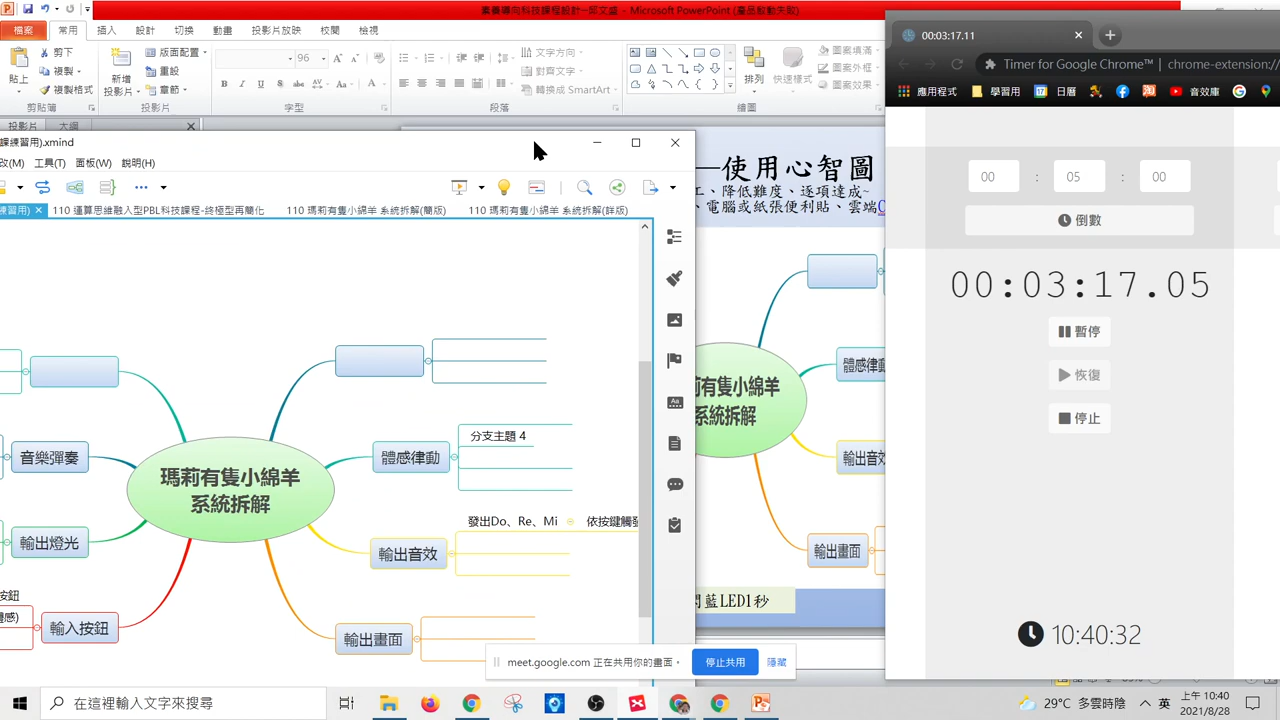 素養導向科技課程設計--邱文盛 - Microsoft PowerPoint (產品啟動失敗)
檔案 常用 插入 設計 切換 動畫 投影片放映 校閱 檢視
貼上 剪下 複製 複製格式 新增投影片 版面配置 重設 章節 96 文字方向 對齊文字 轉換成 SmartArt 排列 快速樣式 圖案填滿 圖案外框 圖案效果
剪貼簿 投影片 字型 段落 繪圖
投影片 大綱
課練習用).xmind
改(M) 工具(T) 面板(W) 說明(H)
習用) 110 運算思維融入型PBL科技課程-終極型再簡化 110 瑪莉有隻小綿羊 系統拆解(簡版) 110 瑪莉有隻小綿羊 系統拆解(詳版)
瑪莉有隻小綿羊
系統拆解
音樂彈奏
輸出燈光
按鈕
輸入按鈕
體感律動
分支主題 4
輸出音效
發出Do、Re、Mi
依按鍵觸發
輸出畫面
—使用心智圖
工、降低難度、逐項達成~
、電腦或紙張便利貼、雲端C
莉有隻小綿羊
系統拆解
體感律動
輸出音效
輸出畫面
閃藍LED1秒
meet.google.com 正在共用你的畫面。 停止共用 隱藏
00:03:17.11
Timer for Google Chrome™ | chrome-extension://
應用程式 學習用 日曆 音效庫
00 : 05 : 00
倒數
00:03:17.05
暫停
恢復
停止
10:40:32
在這裡輸入文字來搜尋
29°C 多雲時陰 英 上午 10:40
2021/8/28